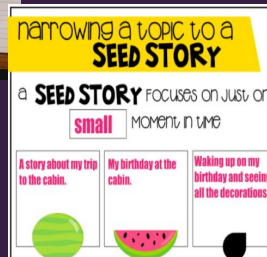 narrowing a topic to a
SEED STORY
a SEED STORY FOCUSES ON JUST on
small MOMENT IN TIME
A story about my trip
to the cabin.
My birthday at the
cabin.
Waking up on my
birthday and seeing
all the decorations